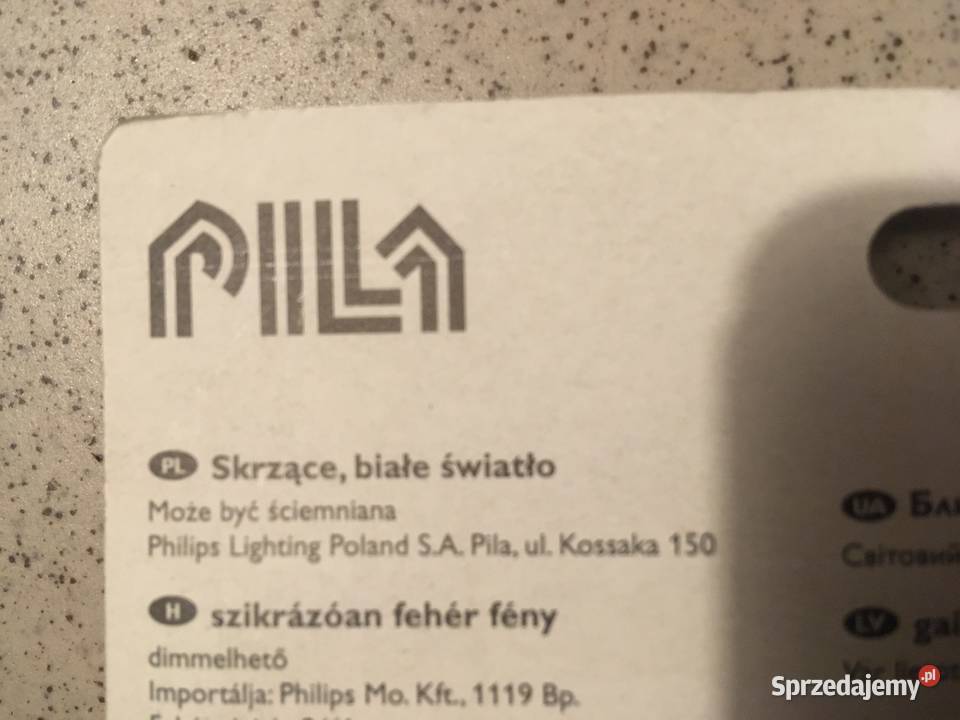 PILA
PL Skrzące, białe światło
Może być ściemniana
Philips Lighting Poland S.A. Pila, ul. Kossaka 150
H szikrázóan fehér fény
dimmelhető
Importálja: Philips Mo. Kft., 1119 Bp.
UA
LV
Sprzedajemy.pl